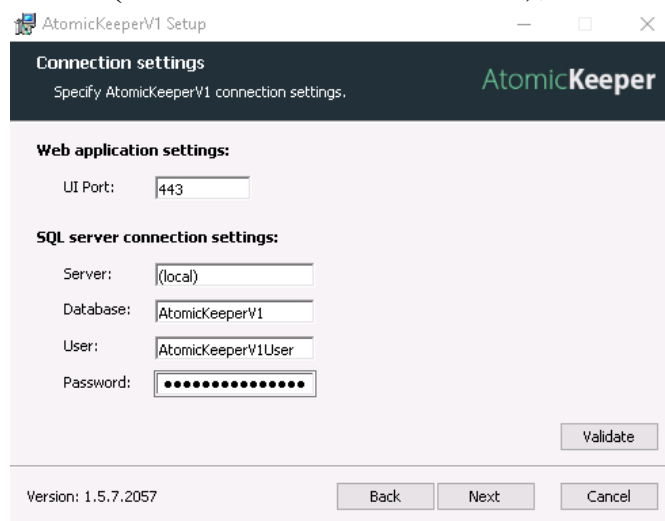 AtomicKeeperV1 Setup
Connection settings
Specify AtomicKeeperV1 connection settings.
AtomicKeeper
Web application settings:
UI Port: 443
SQL server connection settings:
Server: (local)
Database: AtomicKeeperV1
User: AtomicKeeperV1User
Password: ●●●●●●●●●●●●●●●
Validate
Version: 1.5.7.2057 Back Next Cancel